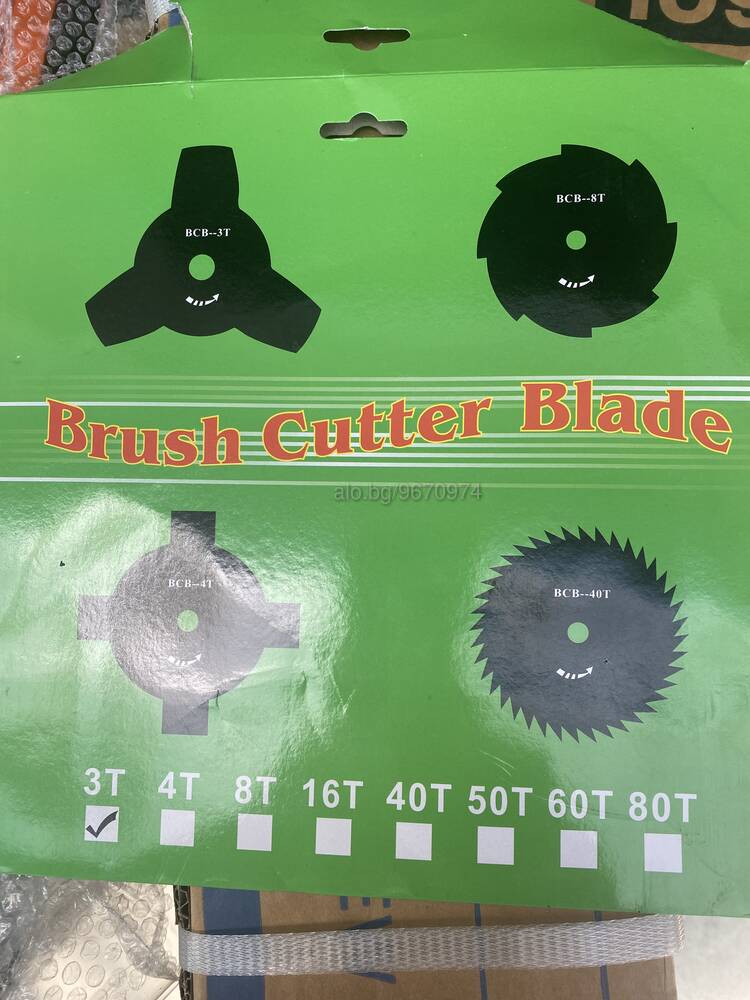 BCB--3T
BCB--8T
Brush Cutter Blade
alo.bg/9670974
BCB--4T
BCB--40T
3T 4T 8T 16T 40T 50T 60T 80T